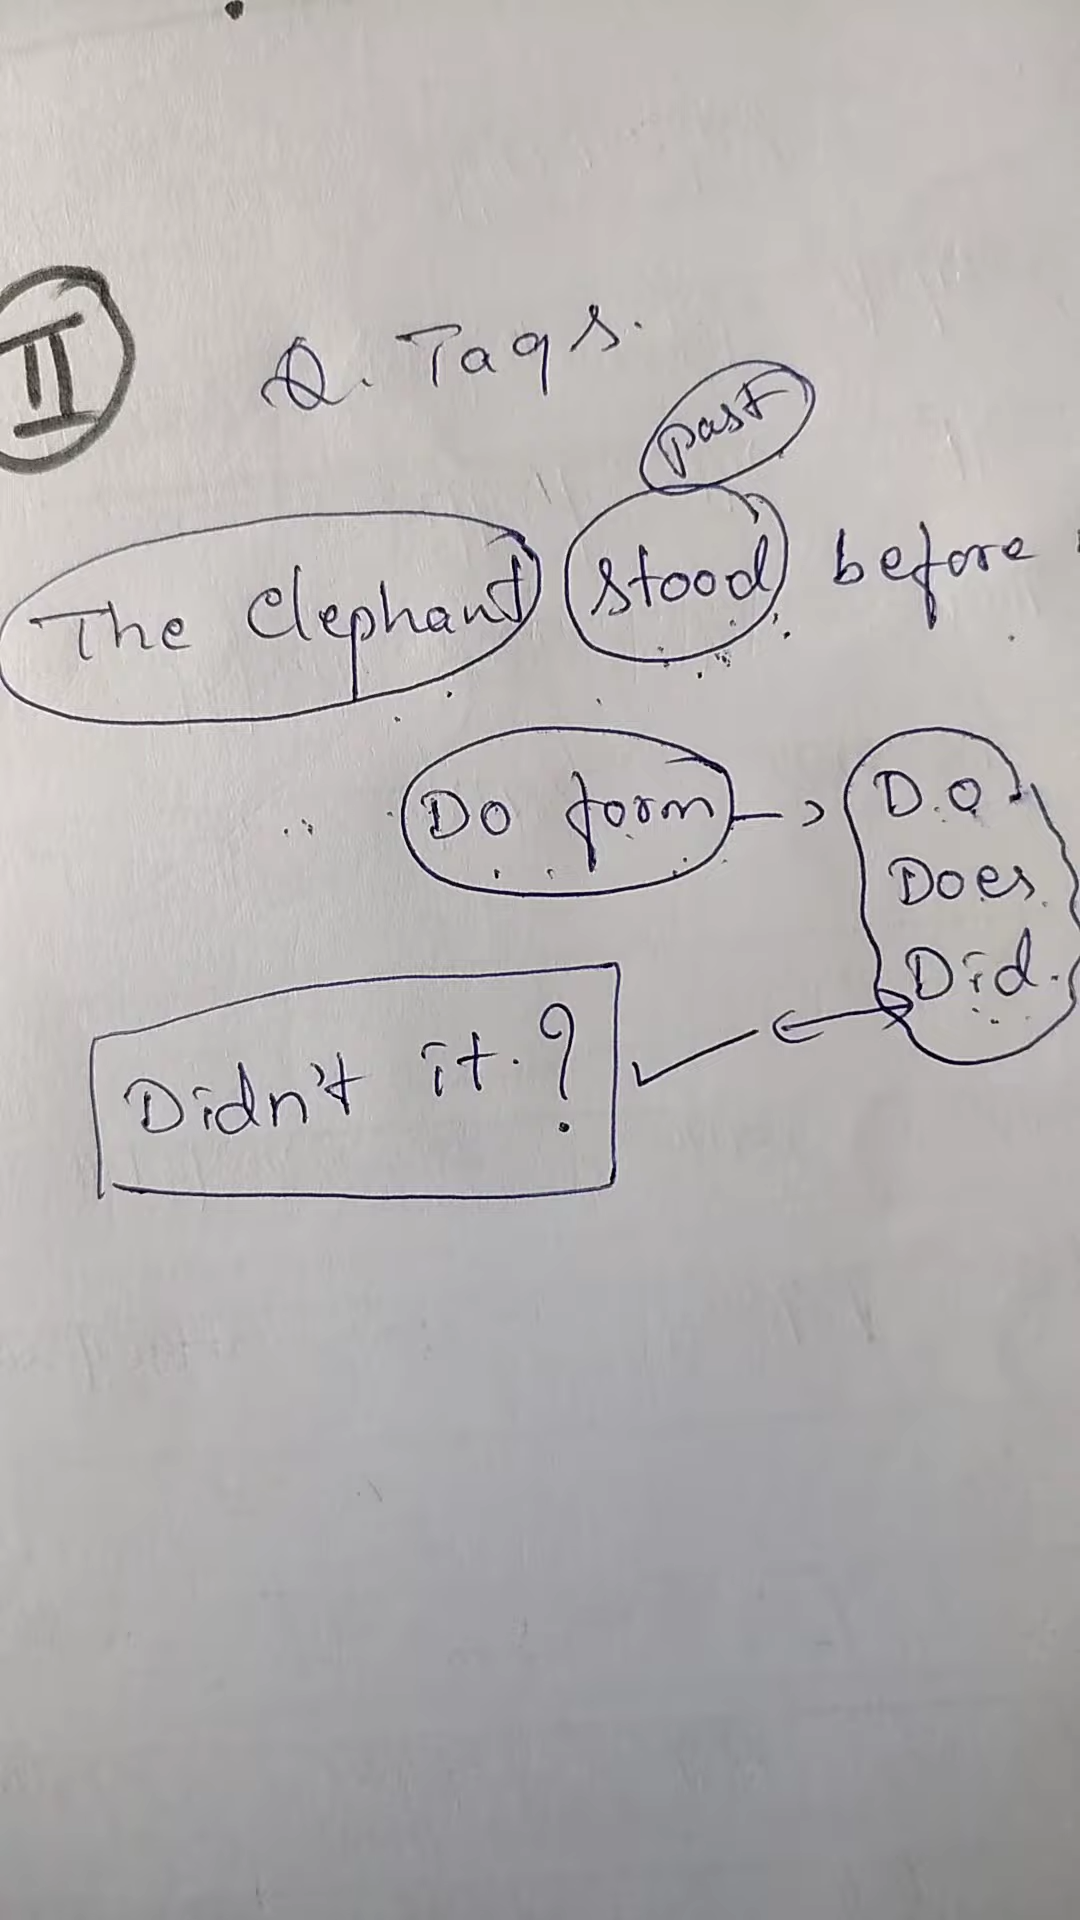 II
Q. Tags.
past
The Elephant stood before
Do form → Do
Does
Did.
Didn't it.?